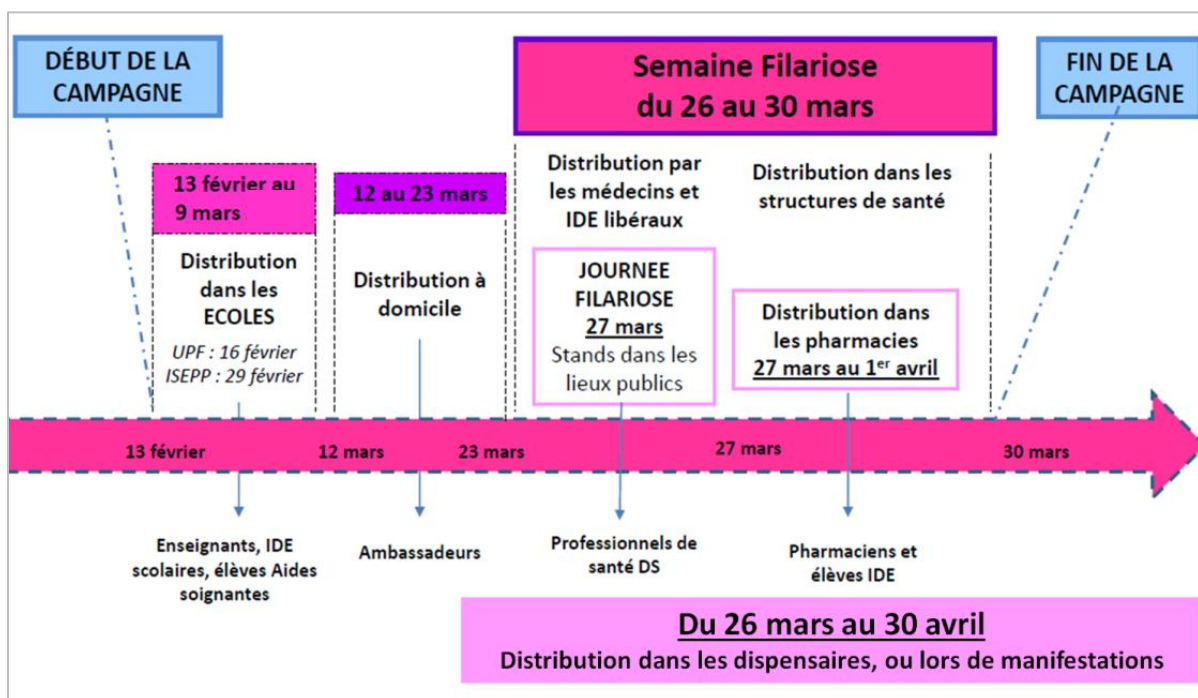 DÉBUT DE LA
CAMPAGNE
Semaine Filariose
du 26 au 30 mars
FIN DE LA
CAMPAGNE
13 février au
9 mars
Distribution
dans les
ECOLES
UPF : 16 février
ISEPP : 29 février
12 au 23 mars
Distribution à
domicile
Distribution par
les médecins et
IDE libéraux
JOURNEE
FILARIOSE
27 mars
Stands dans les
lieux publics
Distribution dans les
structures de santé
Distribution dans
les pharmacies
27 mars au 1er avril
13 février
12 mars
23 mars
27 mars
30 mars
Enseignants, IDE
scolaires, élèves Aides
soignantes
Ambassadeurs
Professionnels de
santé DS
Pharmaciens et
élèves IDE
Du 26 mars au 30 avril
Distribution dans les dispensaires, ou lors de manifestations